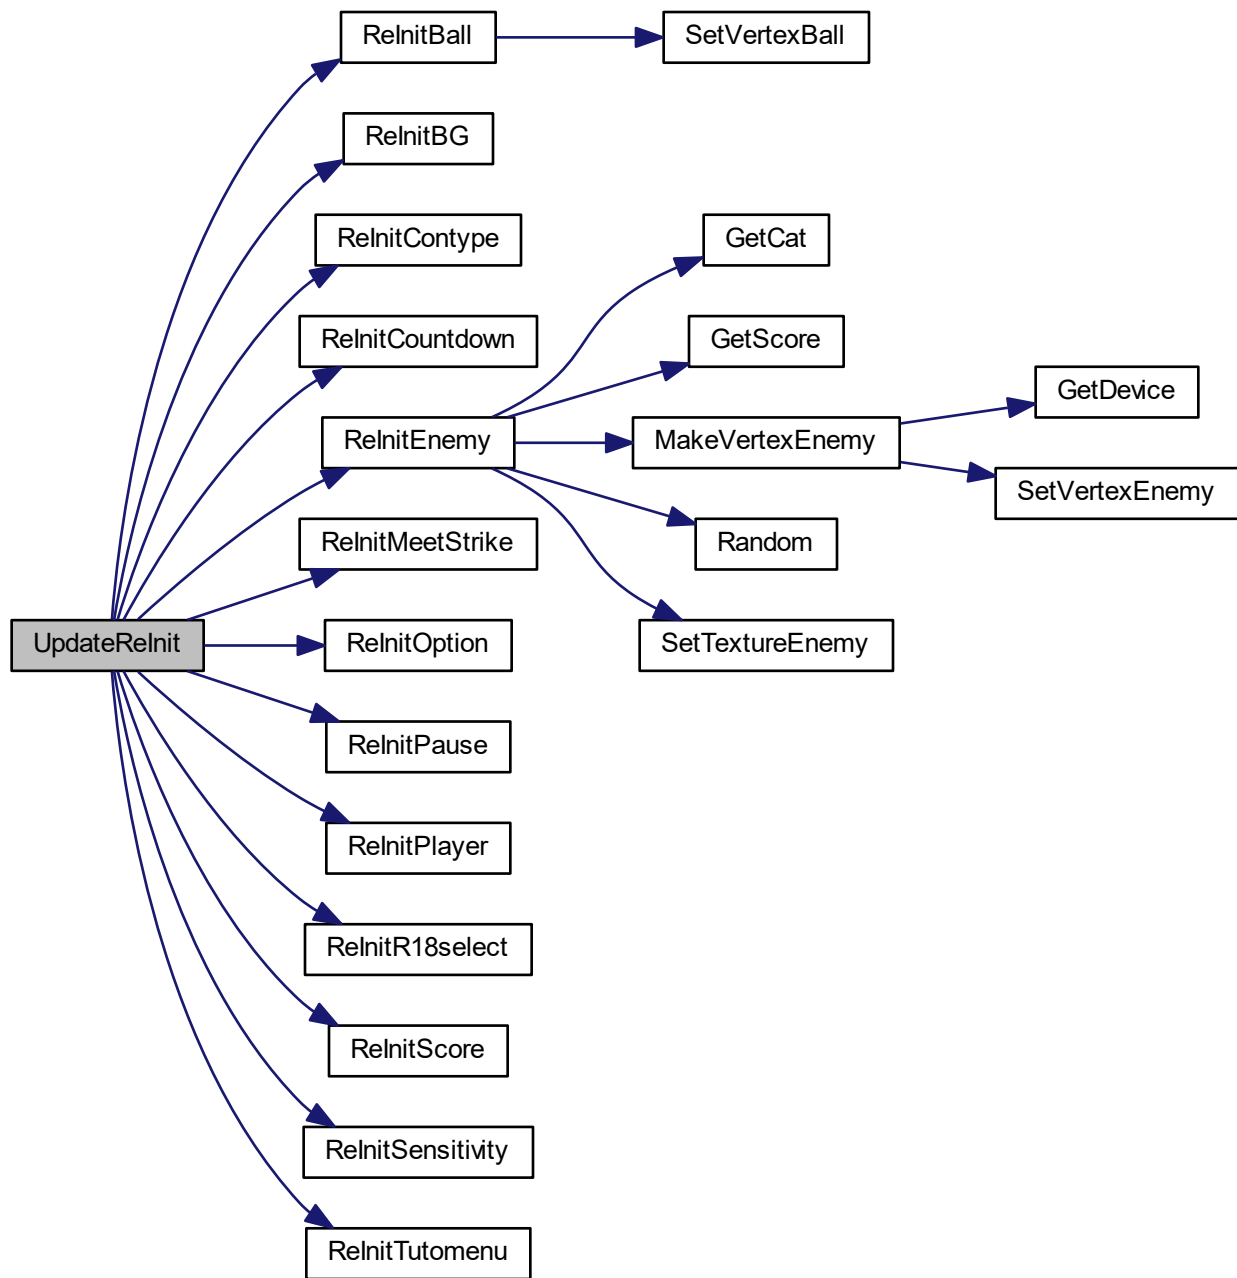 ReInitBall
SetVertexBall
ReInitBG
ReInitContype
GetCat
ReInitCountdown
GetScore
GetDevice
ReInitEnemy
MakeVertexEnemy
SetVertexEnemy
ReInitMeetStrike
Random
UpdateReInit
ReInitOption
SetTextureEnemy
ReInitPause
ReInitPlayer
ReInitR18select
ReInitScore
ReInitSensitivity
ReInitTutomenu